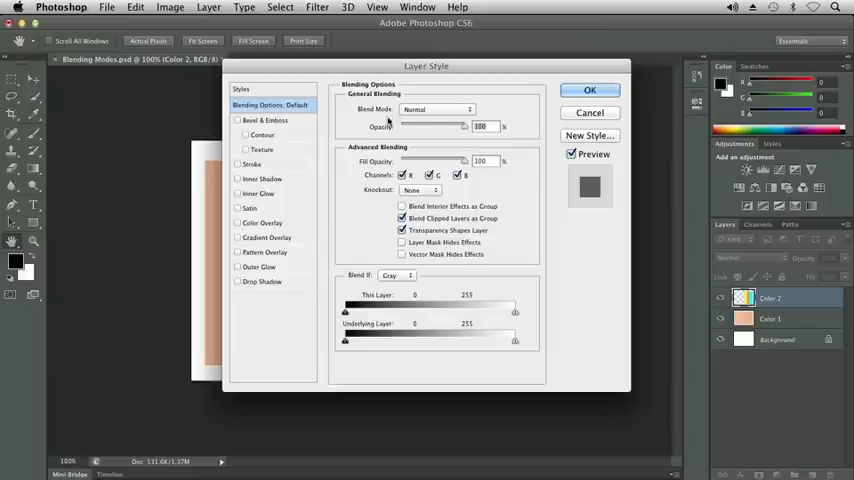 Photoshop File Edit Image Layer Type Select Filter 3D View Window Help
Adobe Photoshop CS6
Scroll All Windows Actual Pixels Fit Screen Fill Screen Print Size Essentials
Blending Modes.psd @ 100% (Color 2, RGB/8)
Layer Style
Styles
Blending Options: Default
Bevel & Emboss
Contour
Texture
Stroke
Inner Shadow
Inner Glow
Satin
Color Overlay
Gradient Overlay
Pattern Overlay
Outer Glow
Drop Shadow
Blending Options
General Blending
Blend Mode: Normal
Opacity: 100 %
Advanced Blending
Fill Opacity: 100 %
Channels: R G B
Knockout: None
Blend Interior Effects as Group
Blend Clipped Layers as Group
Transparency Shapes Layer
Layer Mask Hides Effects
Vector Mask Hides Effects
Blend If: Gray
This Layer: 0 255
Underlying Layer: 0 255
OK
Cancel
New Style...
Preview
Color Swatches
R 0
G 0
B 0
Adjustments Styles
Add an adjustment
Layers Channels Paths
Kind
Normal Opacity:
Lock: Fill:
Color 2
Color 1
Background
100% Doc: 531.6K/1.37M
Mini Bridge Timeline